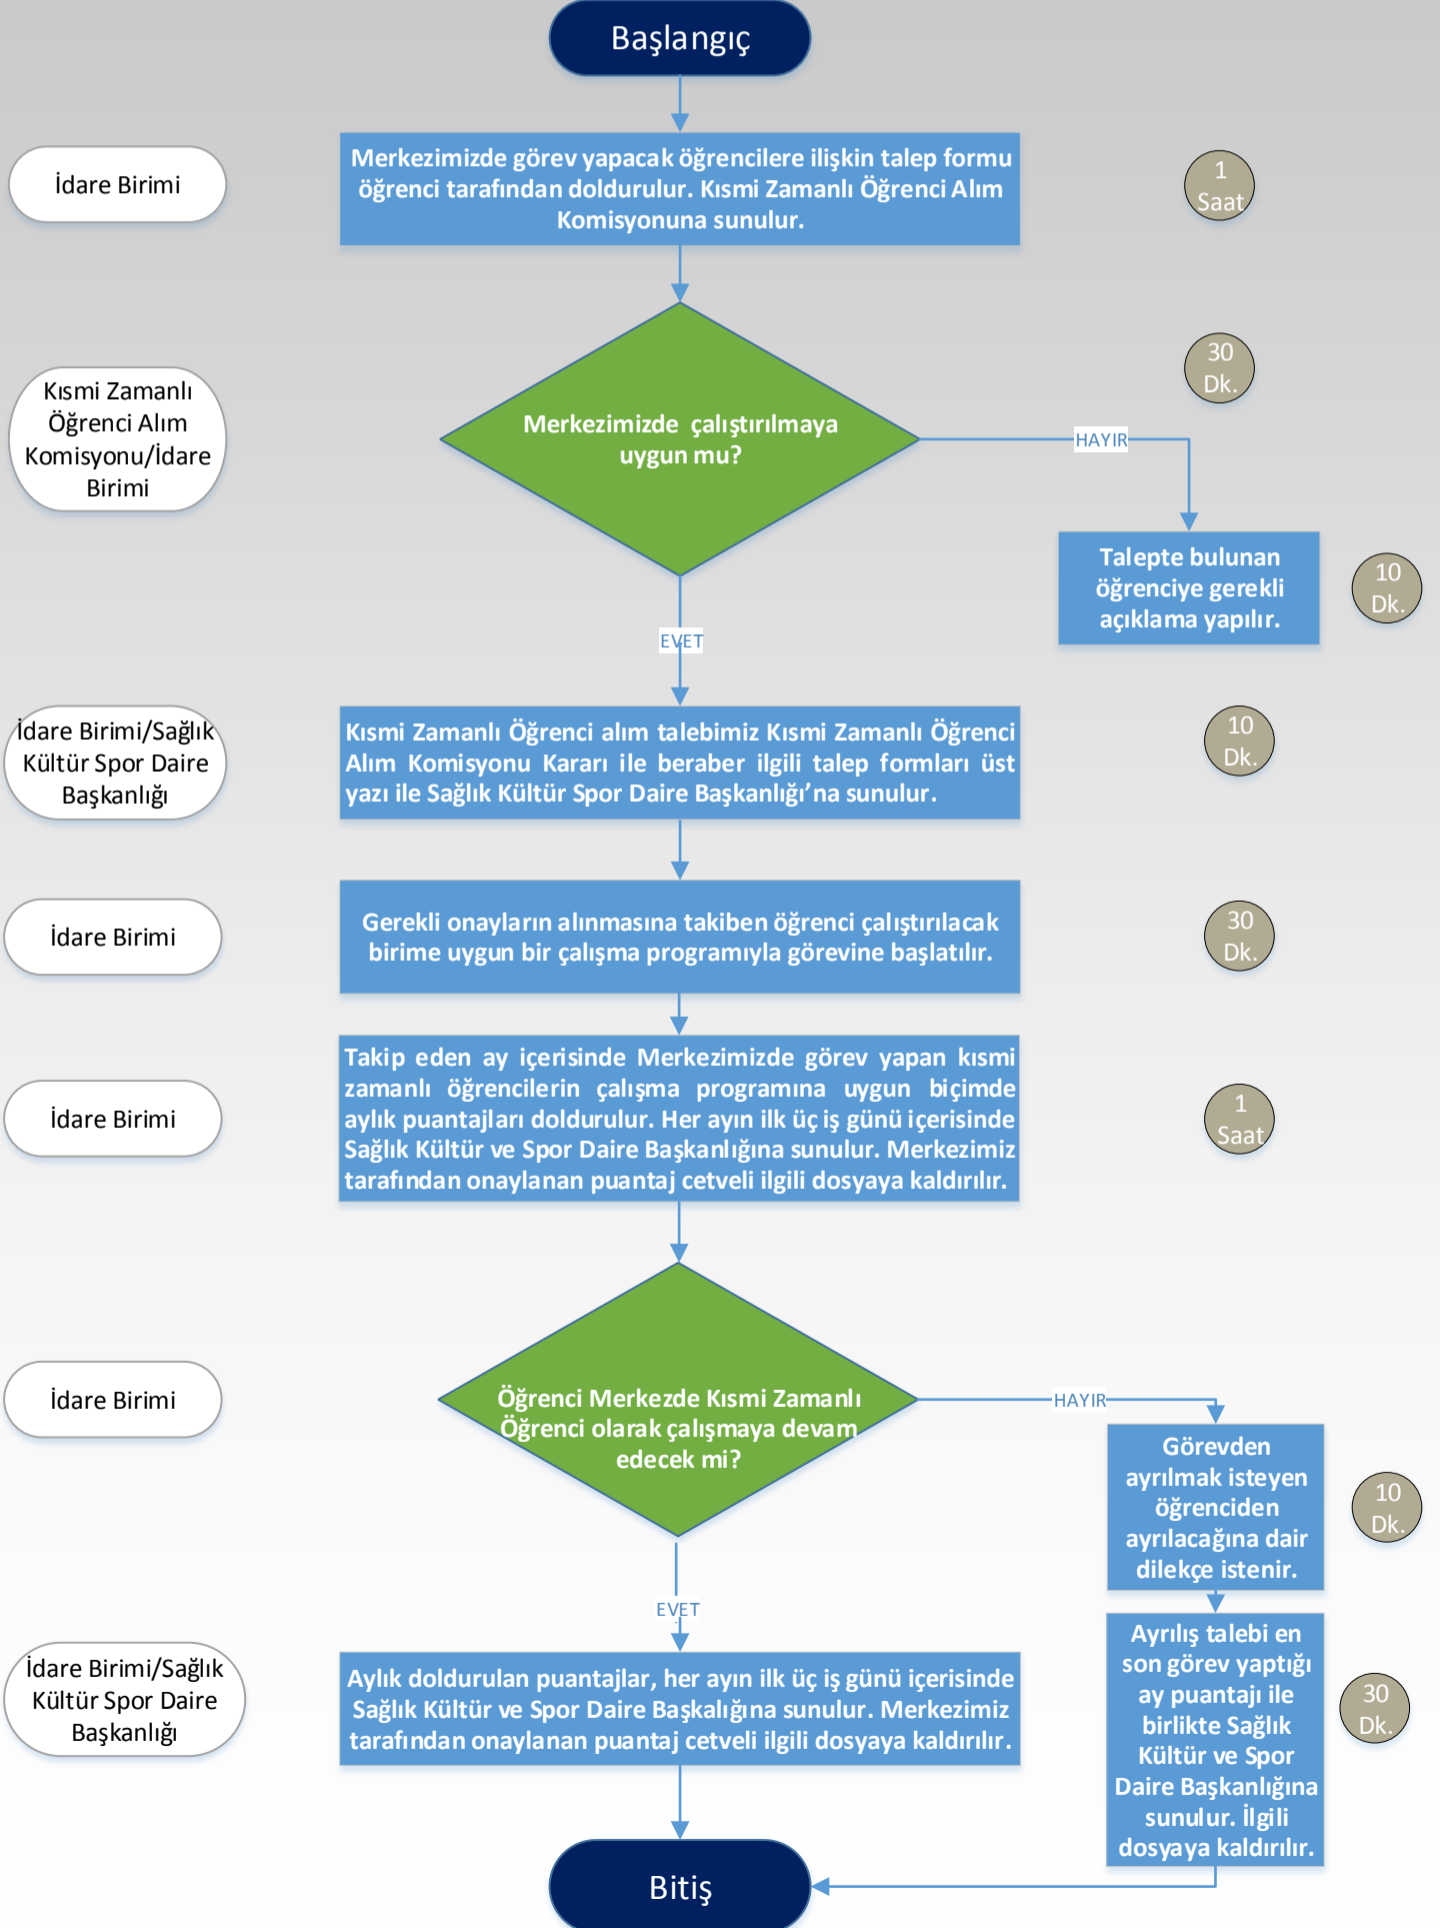 Başlangıç
İdare Birimi
Merkezimizde görev yapacak öğrencilere ilişkin talep formu
öğrenci tarafından doldurulur. Kısmi Zamanlı Öğrenci Alım
Komisyonuna sunulur.
1
Saat
Kısmi Zamanlı
Öğrenci Alım
Komisyonu/İdare
Birimi
Merkezimizde çalıştırılmaya
uygun mu?
30
Dk.
HAYIR
Talepte bulunan
öğrenciye gerekli
açıklama yapılır.
10
Dk.
EVET
İdare Birimi/Sağlık
Kültür Spor Daire
Başkanlığı
Kısmi Zamanlı Öğrenci alım talebimiz Kısmi Zamanlı Öğrenci
Alım Komisyonu Kararı ile beraber ilgili talep formları üst
yazı ile Sağlık Kültür Spor Daire Başkanlığı’na sunulur.
10
Dk.
İdare Birimi
Gerekli onayların alınmasına takiben öğrenci çalıştırılacak
birime uygun bir çalışma programıyla görevine başlatılır.
30
Dk.
İdare Birimi
Takip eden ay içerisinde Merkezimizde görev yapan kısmi
zamanlı öğrencilerin çalışma programına uygun biçimde
aylık puantajları doldurulur. Her ayın ilk üç iş günü içerisinde
Sağlık Kültür ve Spor Daire Başkanlığına sunulur. Merkezimiz
tarafından onaylanan puantaj cetveli ilgili dosyaya kaldırılır.
1
Saat
İdare Birimi
Öğrenci Merkezde Kısmi Zamanlı
Öğrenci olarak çalışmaya devam
edecek mi?
HAYIR
Görevden
ayrılmak isteyen
öğrenciden
ayrılacağına dair
dilekçe istenir.
10
Dk.
EVET
İdare Birimi/Sağlık
Kültür Spor Daire
Başkanlığı
Aylık doldurulan puantajlar, her ayın ilk üç iş günü içerisinde
Sağlık Kültür ve Spor Daire Başkalığına sunulur. Merkezimiz
tarafından onaylanan puantaj cetveli ilgili dosyaya kaldırılır.
Ayrılış talebi en
son görev yaptığı
ay puantajı ile
birlikte Sağlık
Kültür ve Spor
Daire Başkanlığına
sunulur. İlgili
dosyaya kaldırılır.
30
Dk.
Bitiş